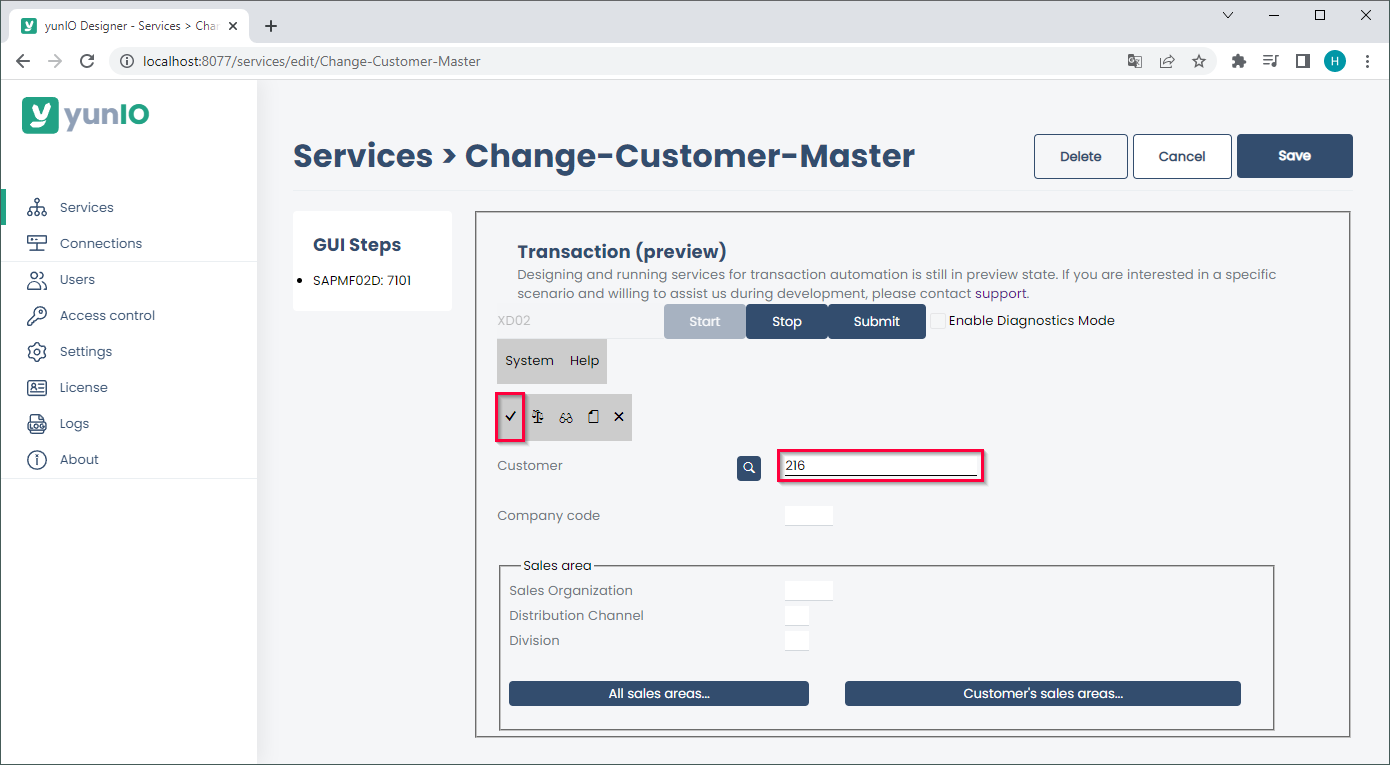 yunIO Designer - Services > Cha
localhost:8077/services/edit/Change-Customer-Master
H
yunIO
Services
Connections
Users
Access control
Settings
License
Logs
About
Services > Change-Customer-Master
Delete
Cancel
Save
GUI Steps
SAPMF02D: 7101
Transaction (preview)
Designing and running services for transaction automation is still in preview state. If you are interested in a specific
scenario and willing to assist us during development, please contact support.
XD02
Start
Stop
Submit
Enable Diagnostics Mode
System
Help
Customer
216
Company code
Sales area
Sales Organization
Distribution Channel
Division
All sales areas...
Customer's sales areas...